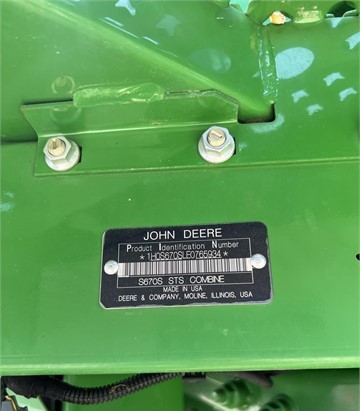 JOHN DEERE
Product Identification Number
*1H0S670SLE0765934*
S670S STS COMBINE
MADE IN USA
DEERE & COMPANY, MOLINE, ILLINOIS, USA